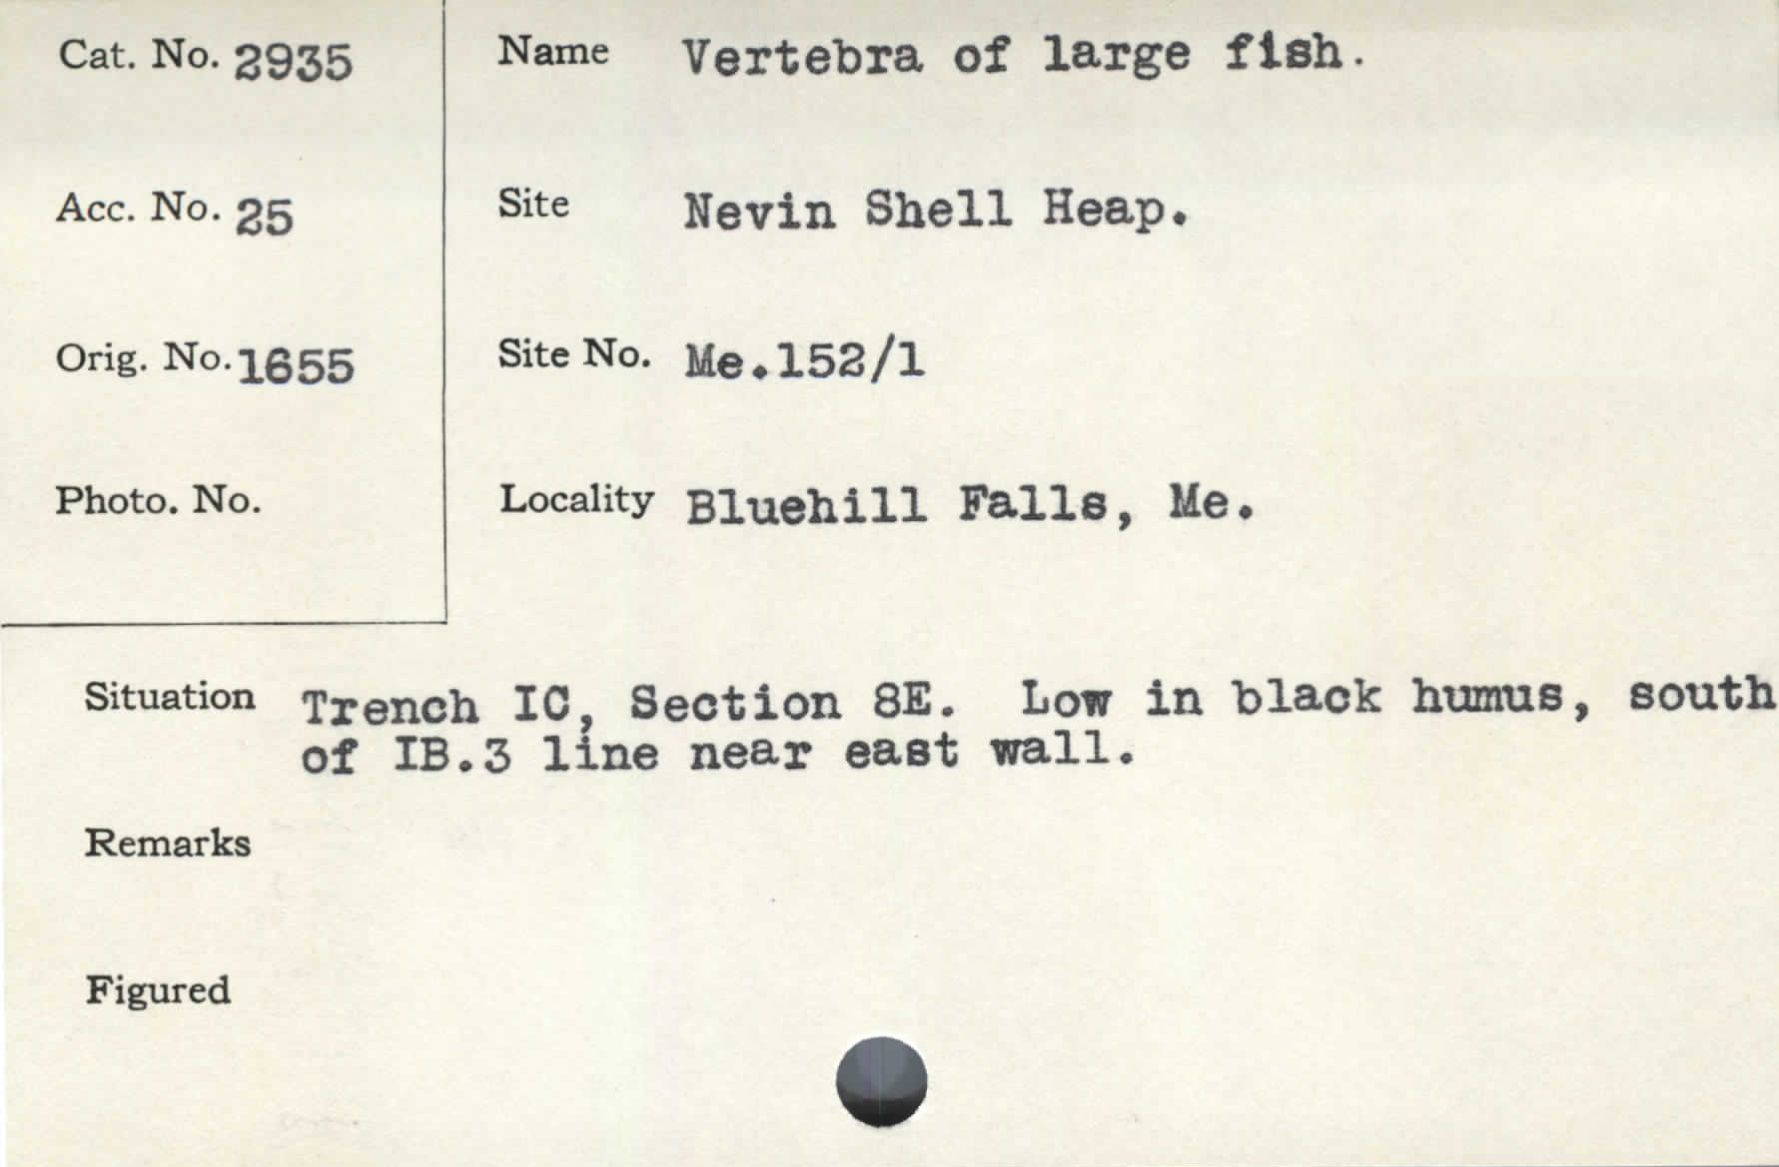 Cat. No. 2935
Name Vertebra of large fish.
Acc. No. 25
Site Nevin Shell Heap.
Orig. No. 1655
Site No. Me.152/1
Photo. No.
Locality Bluehill Falls, Me.
Situation Trench IC, Section 8E. Low in black humus, south
of IB.3 line near east wall.
Remarks
Figured